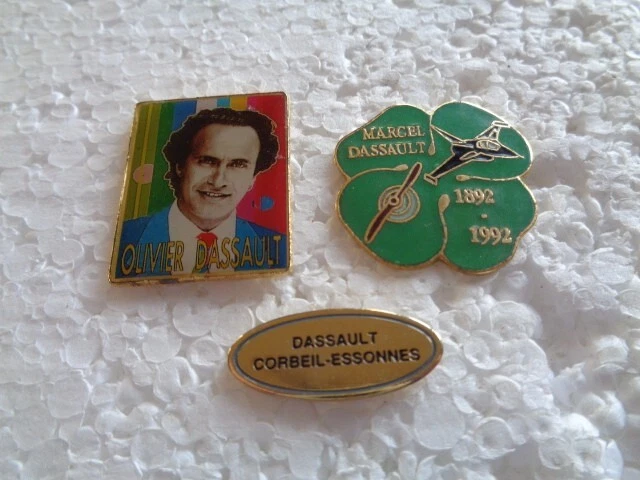 OLIVIER DASSAULT
MARCEL
DASSAULT
1892
-
1992
DASSAULT
CORBEIL-ESSONNES